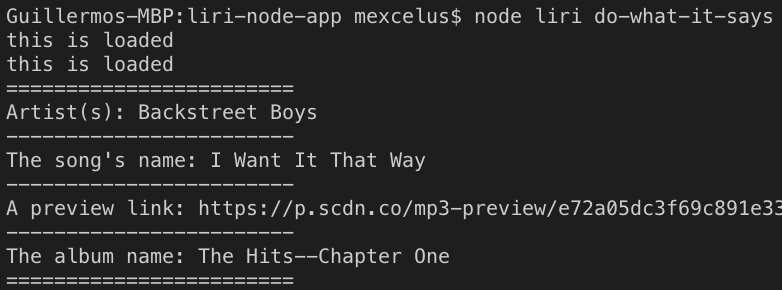 Guillermos-MBP:liri-node-app mexcelus$ node liri do-what-it-says
this is loaded
this is loaded
========================
Artist(s): Backstreet Boys
------------------------
The song's name: I Want It That Way
------------------------
A preview link: https://p.scdn.co/mp3-preview/e72a05dc3f69c891e33
------------------------
The album name: The Hits--Chapter One
========================